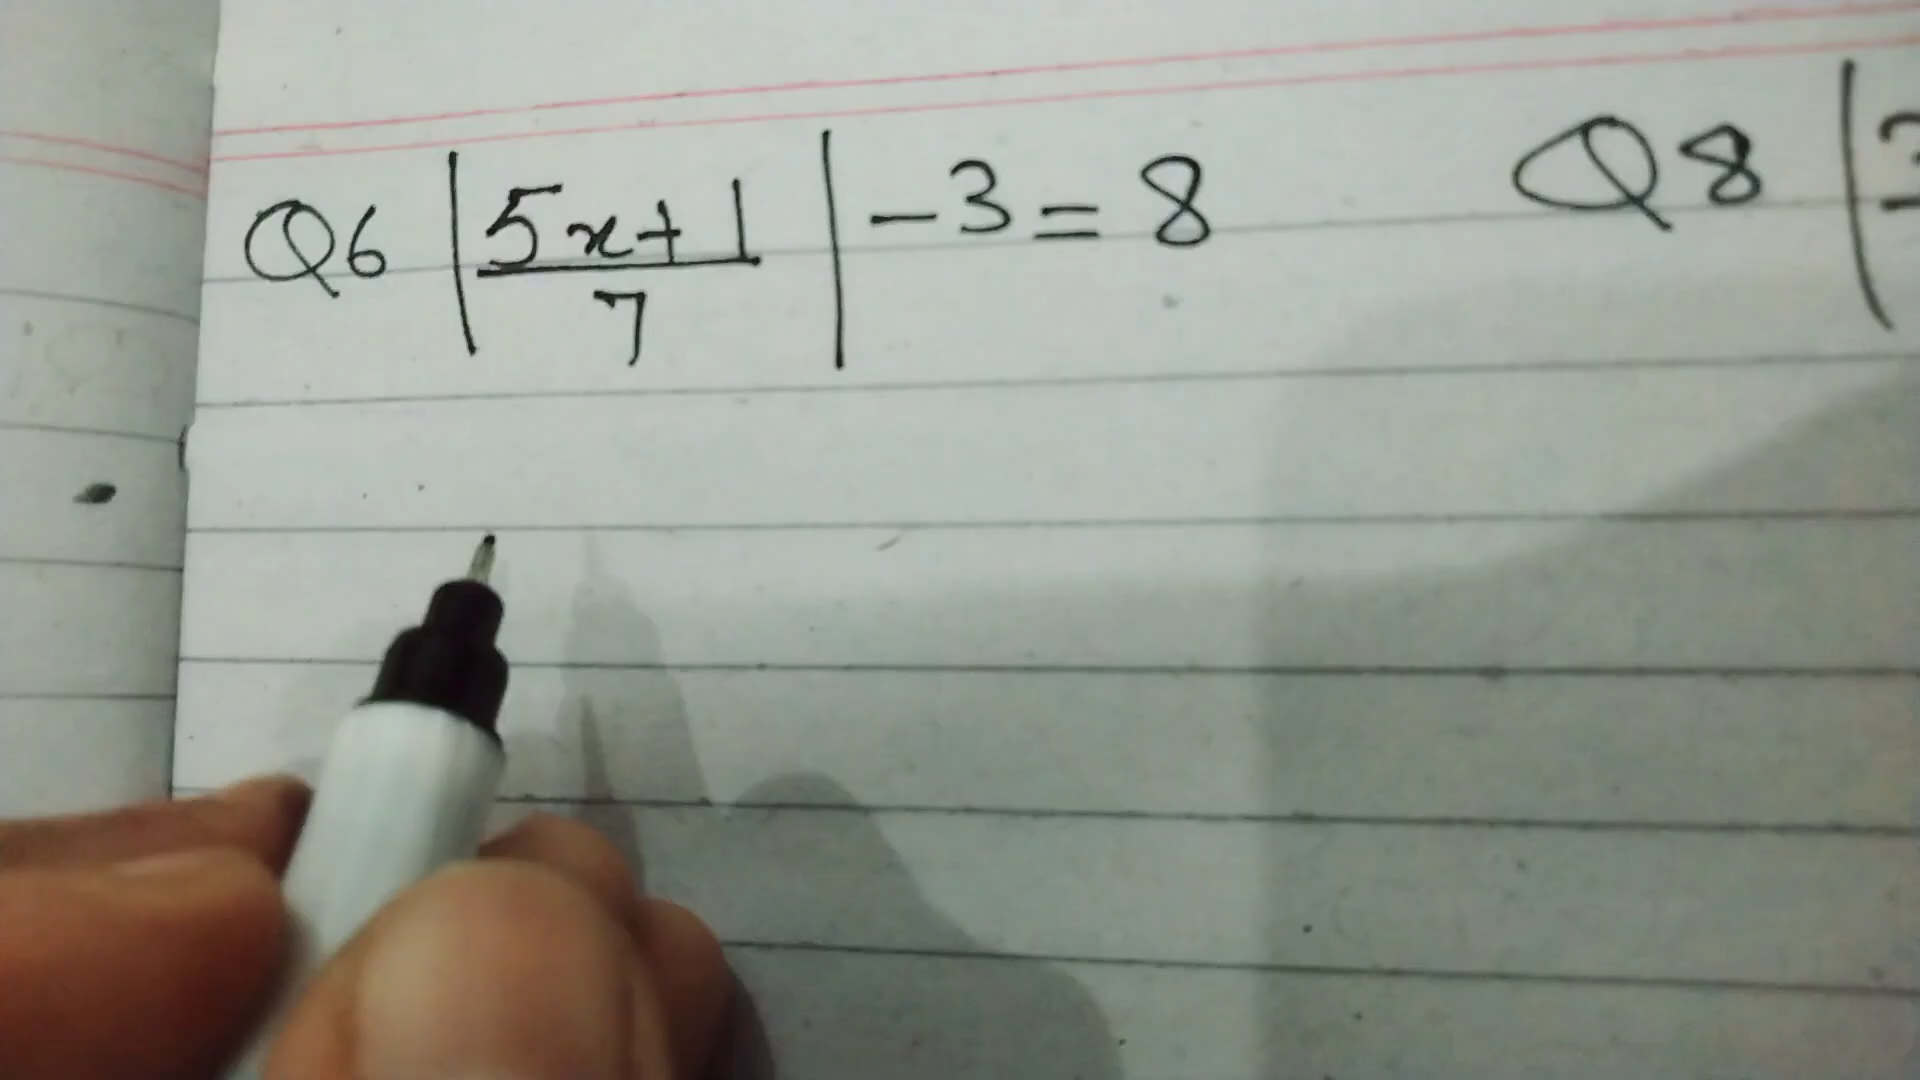 Q6 |5x+1/7| -3 = 8
Q8 |